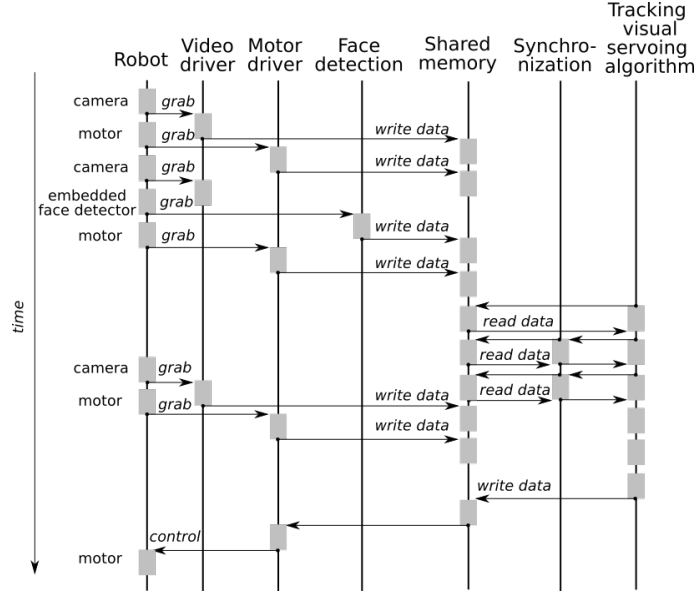 Tracking
visual
servoing
algorithm
Robot
Video
driver
Motor
driver
Face
detection
Shared
memory
Synchro-
nization
camera
grab
motor
grab
write data
camera
grab
write data
embedded
face detector
grab
motor
grab
write data
write data
time
read data
read data
camera
grab
read data
motor
grab
write data
write data
write data
control
motor